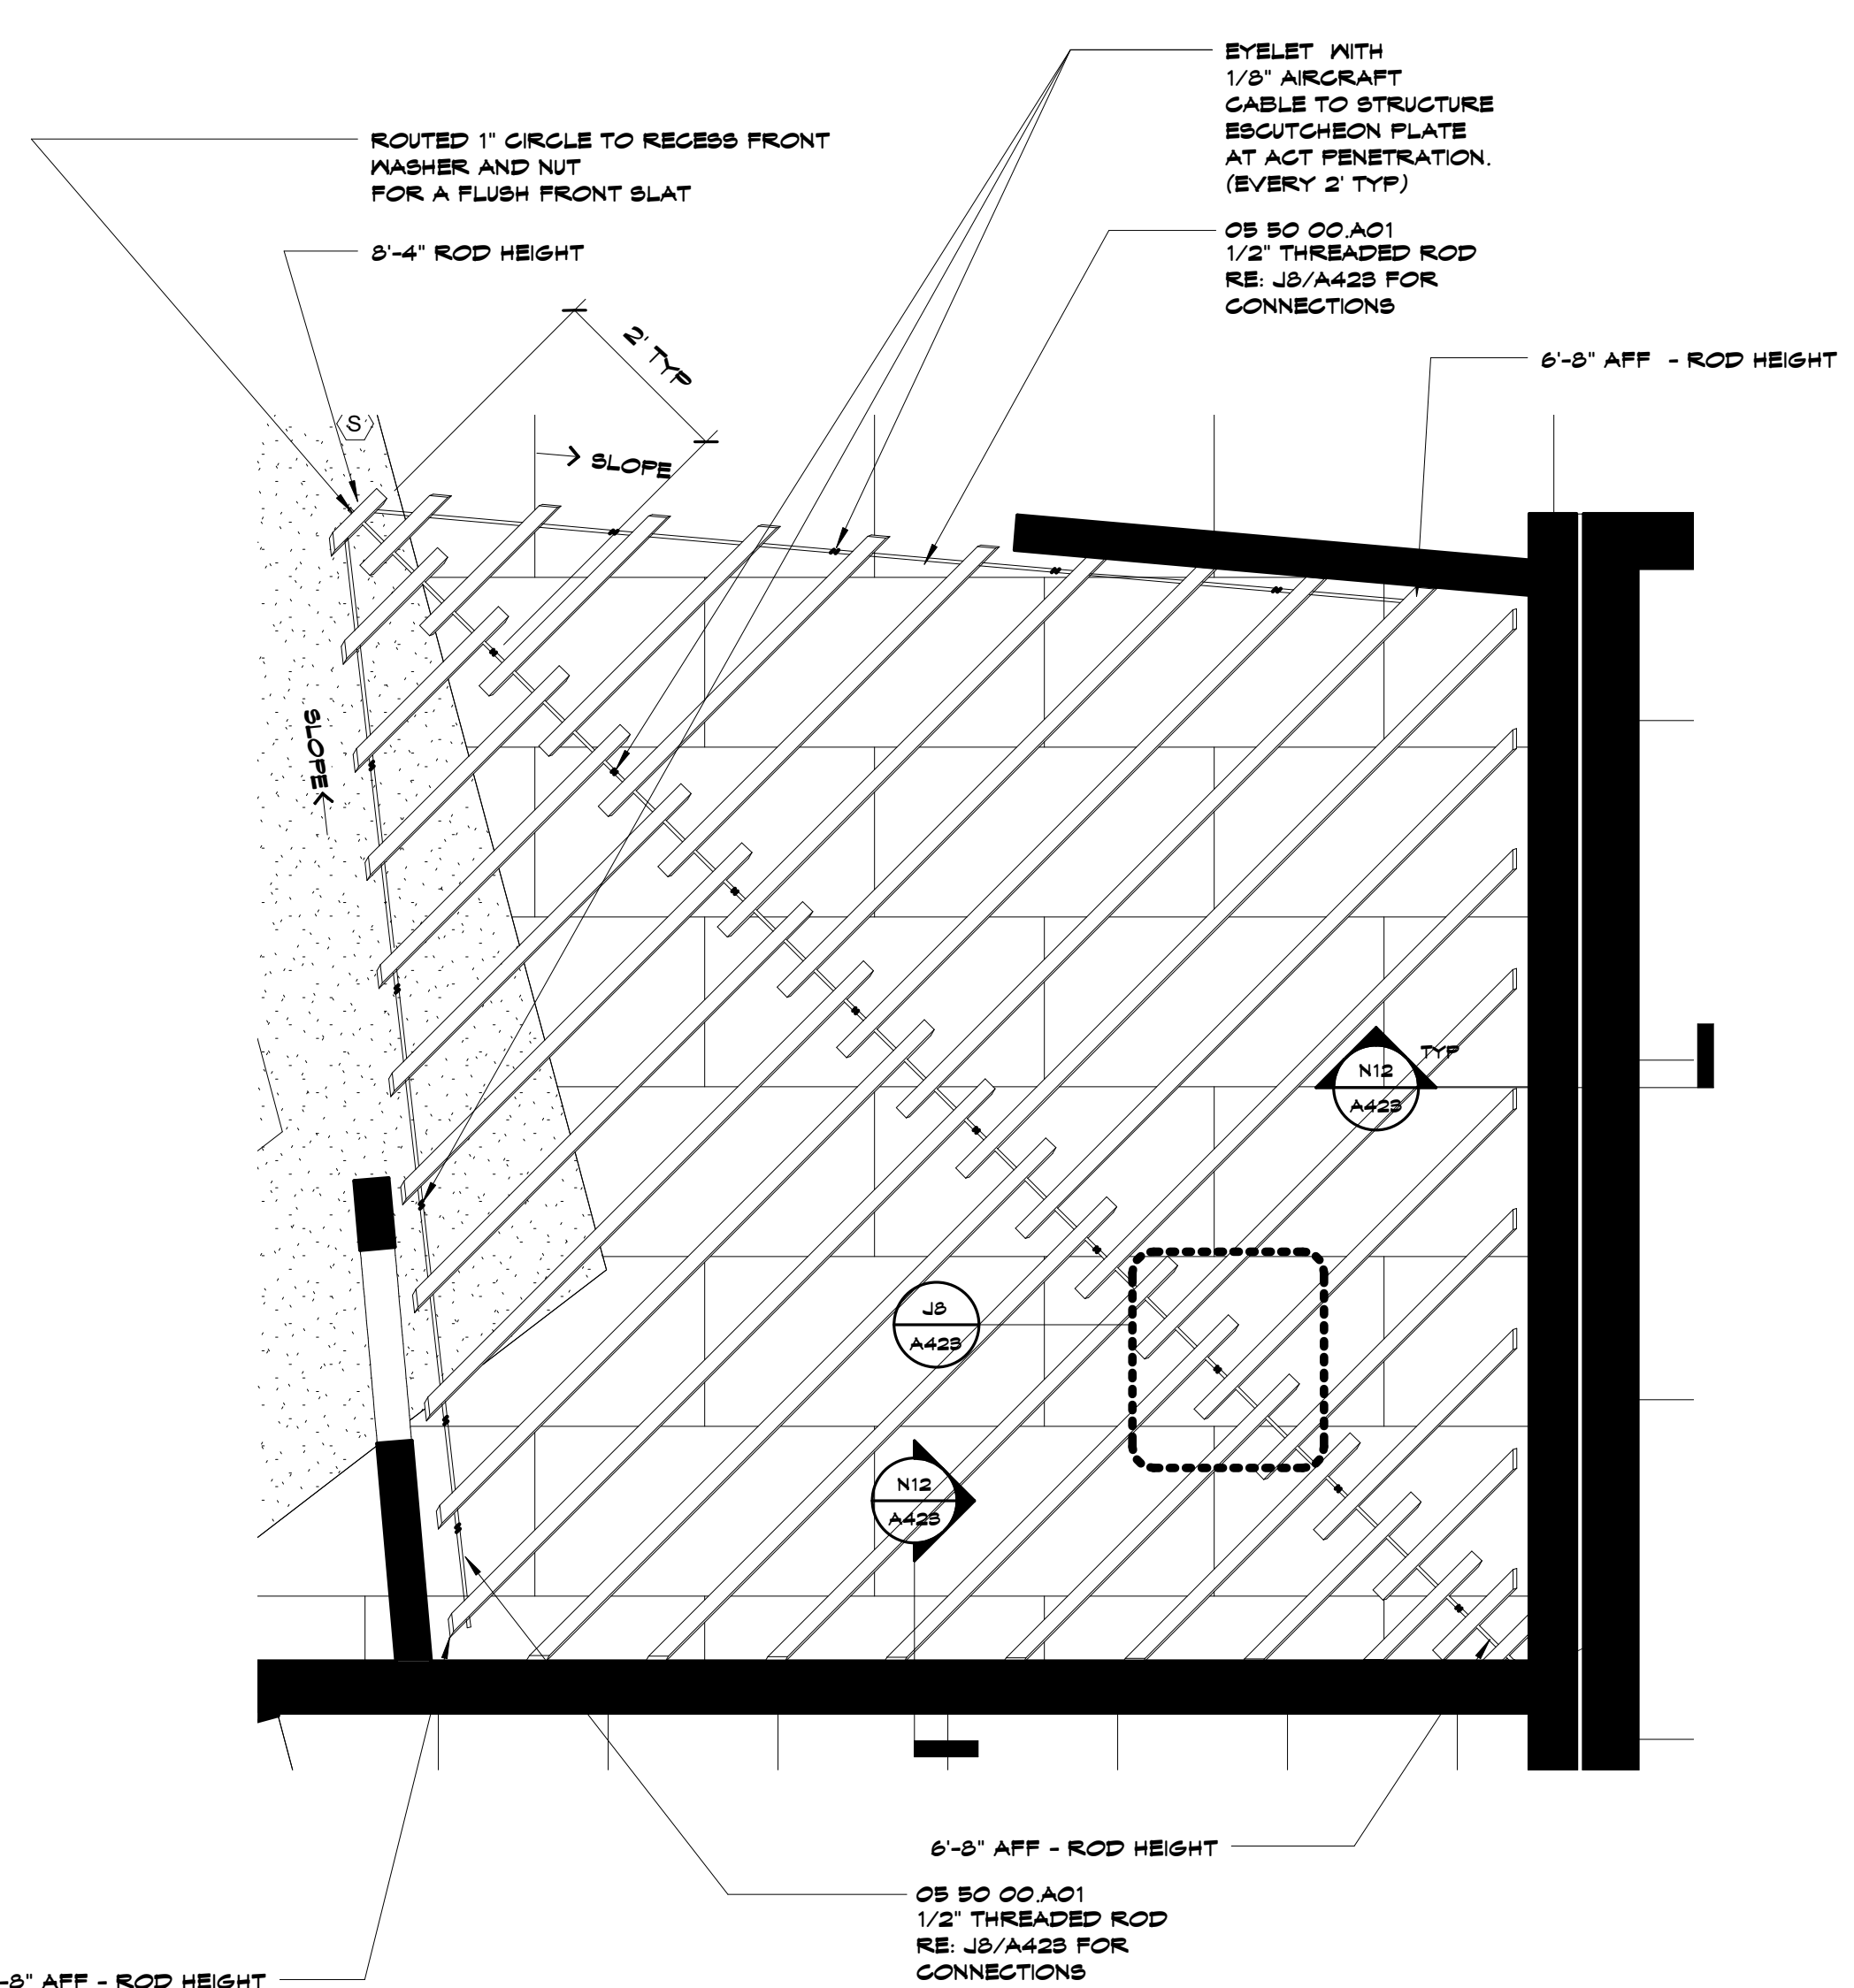 EYELET WITH
1/8" AIRCRAFT
CABLE TO STRUCTURE
ESCUTCHEON PLATE
AT ACT PENETRATION.
(EVERY 2' TYP)
ROUTED 1" CIRCLE TO RECESS FRONT
WASHER AND NUT
FOR A FLUSH FRONT SLAT
05 50 00.A01
1/2" THREADED ROD
RE: J8/A423 FOR
CONNECTIONS
8'-4" ROD HEIGHT
2' TYP
6'-8" AFF - ROD HEIGHT
S
SLOPE
SLOPE
TYP
N12
A423
J8
A423
N12
A423
6'-8" AFF - ROD HEIGHT
05 50 00.A01
1/2" THREADED ROD
RE: J8/A423 FOR
CONNECTIONS
-8" AFF - ROD HEIGHT